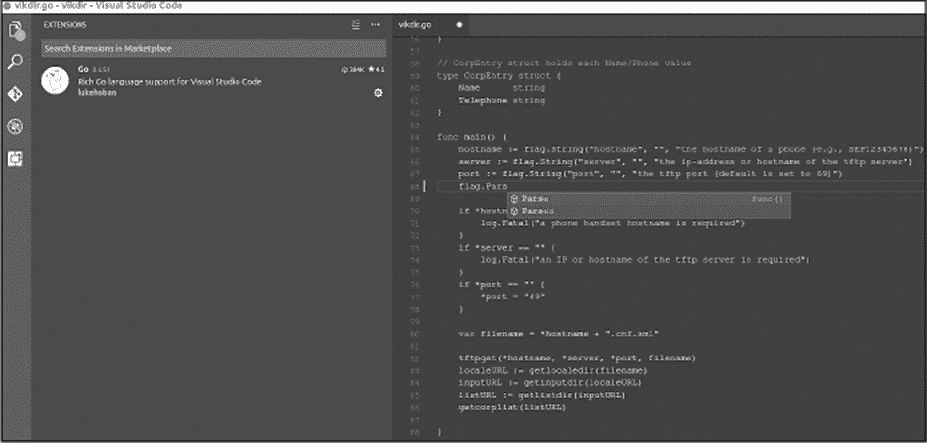 vikdir.go - vikdir - Visual Studio Code
EXTENSIONS
Search Extensions in Marketplace
Go
Rich Go language support for Visual Studio Code
lukehoban
vikdir.go
}
57
58 // CorpEntry struct holds each Name/Phone value
59 type CorpEntry struct {
60 Name string
61 Telephone string
62 }
63
64 func main() {
65 hostname := flag.String("hostname", "", "the hostname of a phone (e.g.,
66 server := flag.String("server", "", "the ip-address or hostname of the tftp server")
67 port := flag.String("port", "", "the tftp port (default is set to 69)")
68 flag.Pars
69 Parse func()
70 if *hostn Parsed
71 log.Fatal("a phone handset hostname is required")
72 }
73 if *server == "" {
74 log.Fatal("an IP or hostname of the tftp server is required")
75 }
76 if *port == "" {
77 *port = "69"
78 }
79
80 var filename = *hostname + ".cnf.xml"
81
82 tftpget(*hostname, *server, *port, filename)
83 localeURL := getlocaledir(filename)
84 inputURL := getinputdir(localeURL)
85 listURL := getlistdir(inputURL)
86 getcorplist(listURL)
87
88 }